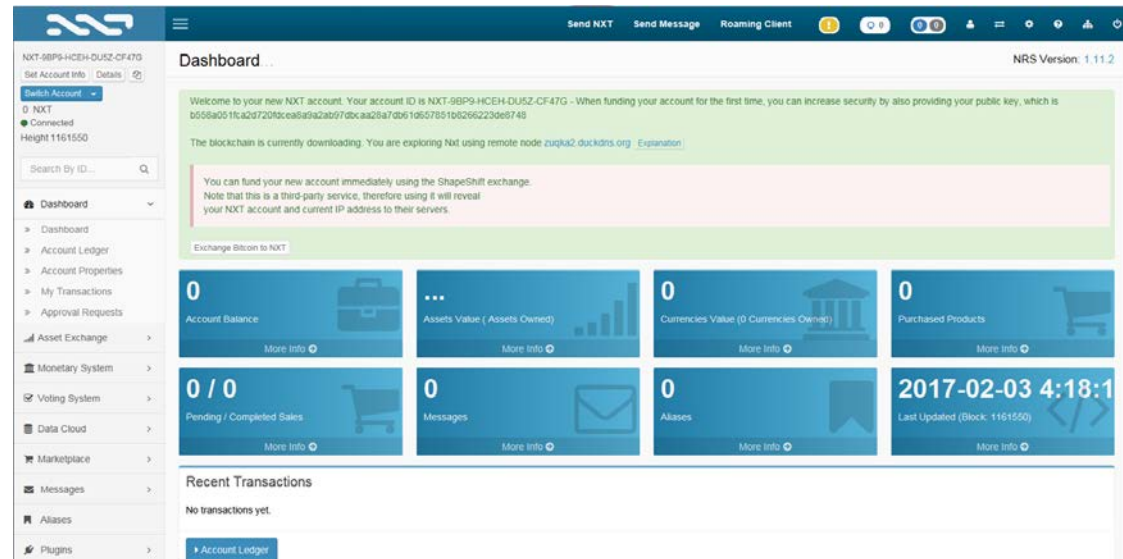 Send NXT Send Message Roaming Client 0 0 0
NXT-9BP9-HCEH-DU5Z-CF47G
Set Account Info Details
Switch Account
0 NXT
Connected
Height 1161550
Search By ID...
Dashboard
Dashboard
Account Ledger
Account Properties
My Transactions
Approval Requests
Asset Exchange
Monetary System
Voting System
Data Cloud
Marketplace
Messages
Aliases
Plugins
Dashboard...
NRS Version: 1.11.2
Welcome to your new NXT account. Your account ID is NXT-9BP9-HCEH-DU5Z-CF47G - When funding your account for the first time, you can increase security by also providing your public key, which is
The blockchain is currently downloading. You are exploring Nxt using remote node zuqka2.duckdns.org Explanation
You can fund your new account immediately using the ShapeShift exchange.
Note that this is a third-party service, therefore using it will reveal
your NXT account and current IP address to their servers.
Exchange Bitcoin to NXT
0
Account Balance
More Info
...
Assets Value ( Assets Owned)
More Info
0
Currencies Value (0 Currencies Owned)
More Info
0
Purchased Products
More Info
0 / 0
Pending / Completed Sales
More Info
0
Messages
More Info
0
Aliases
More Info
2017-02-03 4:18:1
Last Updated (Block: 1161550)
More Info
Recent Transactions
No transactions yet.
Account Ledger